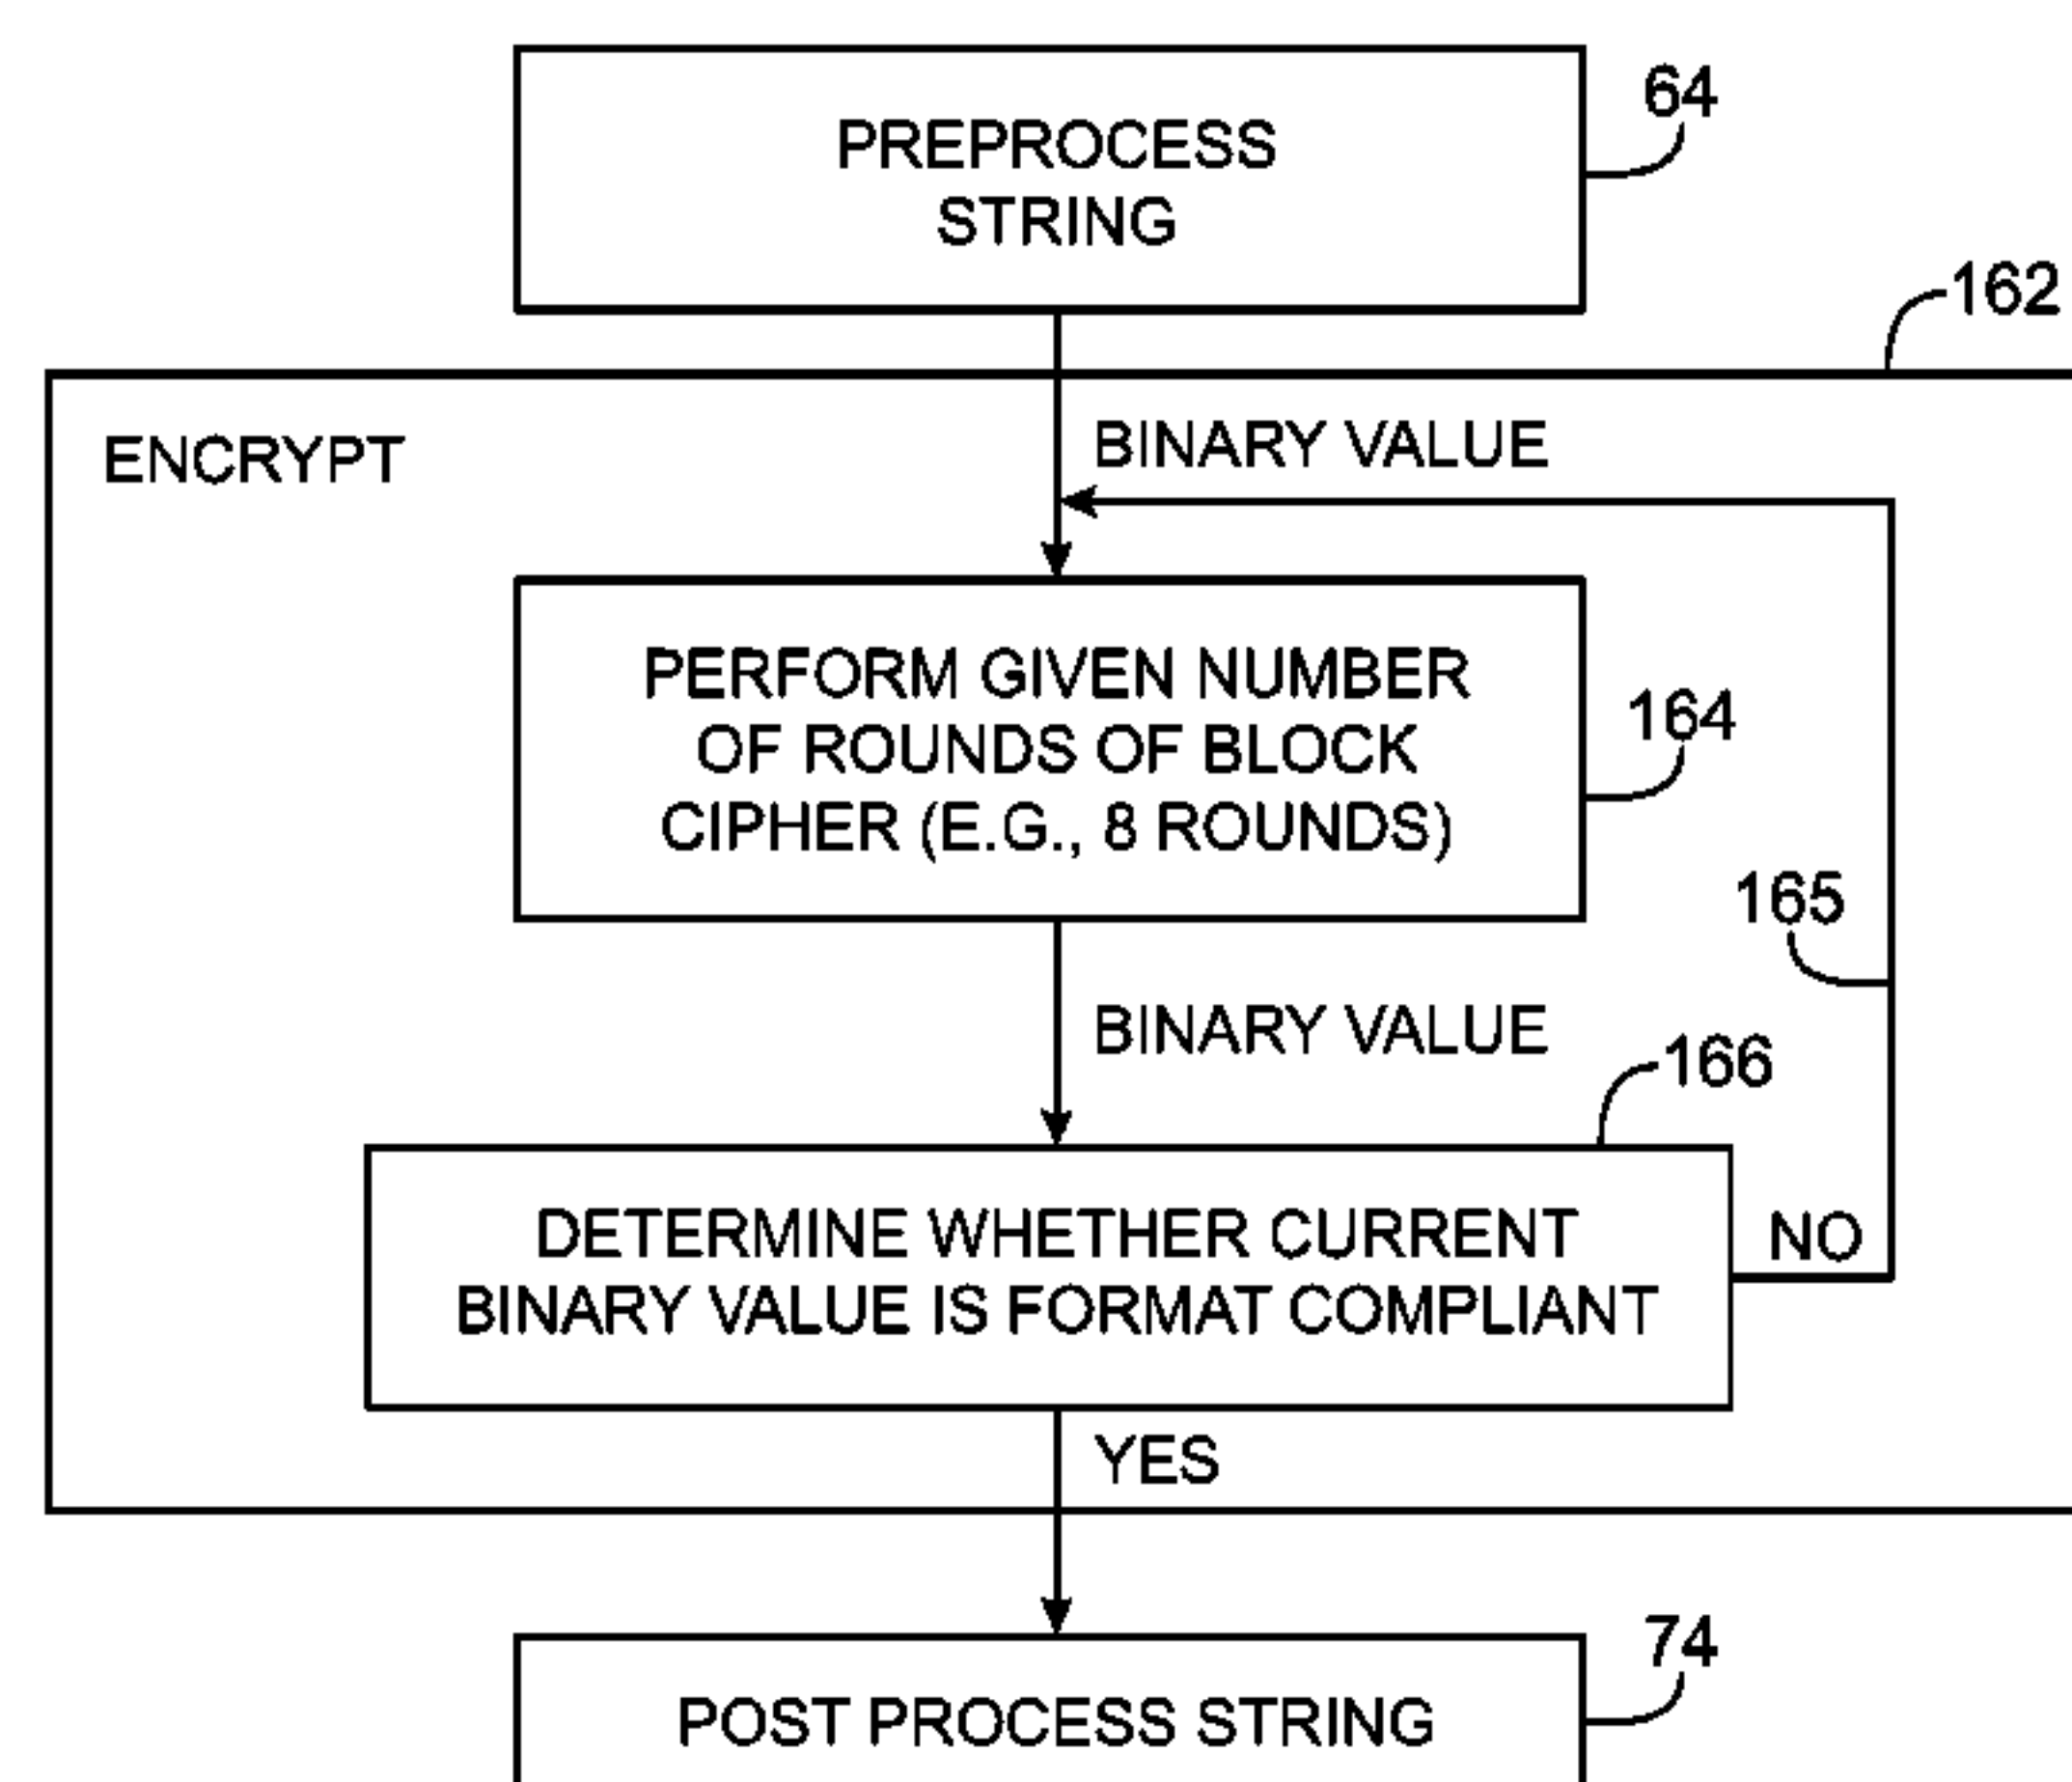 PREPROCESS
STRING
64
162
ENCRYPT
BINARY VALUE
PERFORM GIVEN NUMBER
OF ROUNDS OF BLOCK
CIPHER (E.G., 8 ROUNDS)
164
165
BINARY VALUE
166
DETERMINE WHETHER CURRENT
BINARY VALUE IS FORMAT COMPLIANT
NO
YES
74
POST PROCESS STRING